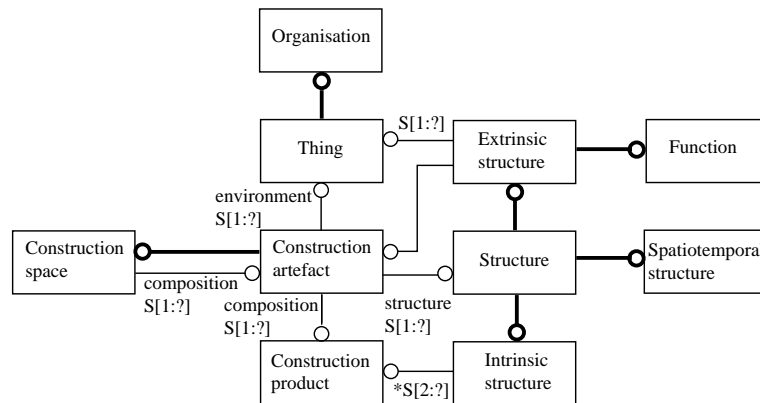 Organisation
S[1:?]
Thing
Extrinsic
structure
Function
environment
S[1:?]
Construction
space
Construction
artefact
Structure
Spatiotemporal
structure
composition
S[1:?]
composition
S[1:?]
structure
S[1:?]
Construction
product
*S[2:?]
Intrinsic
structure